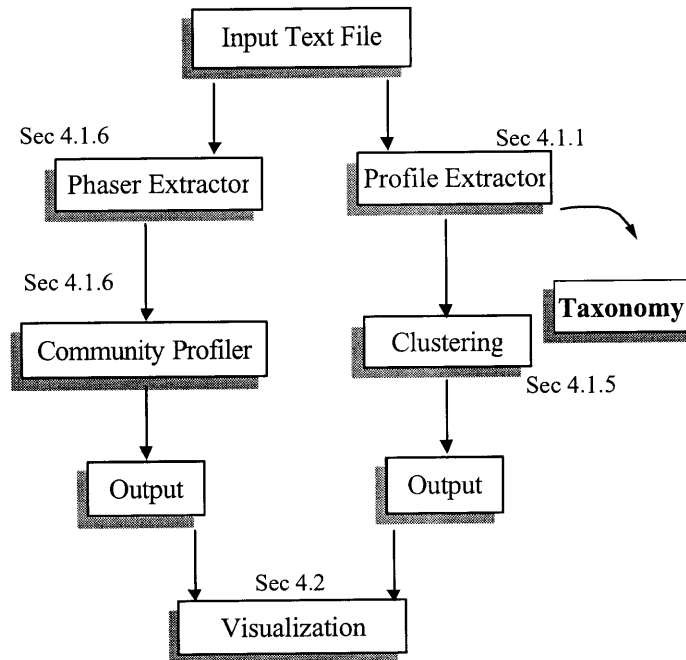 Input Text File
Sec 4.1.6
Sec 4.1.1
Phaser Extractor
Profile Extractor
Sec 4.1.6
Taxonomy
Community Profiler
Clustering
Sec 4.1.5
Output
Output
Sec 4.2
Visualization